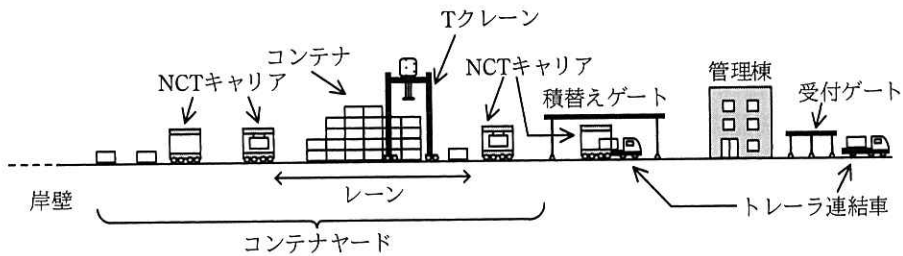 Tクレーン
コンテナ
NCTキャリア
NCTキャリア
積替えゲート
管理棟
受付ゲート
岸壁
レーン
トレーラ連結車
コンテナヤード